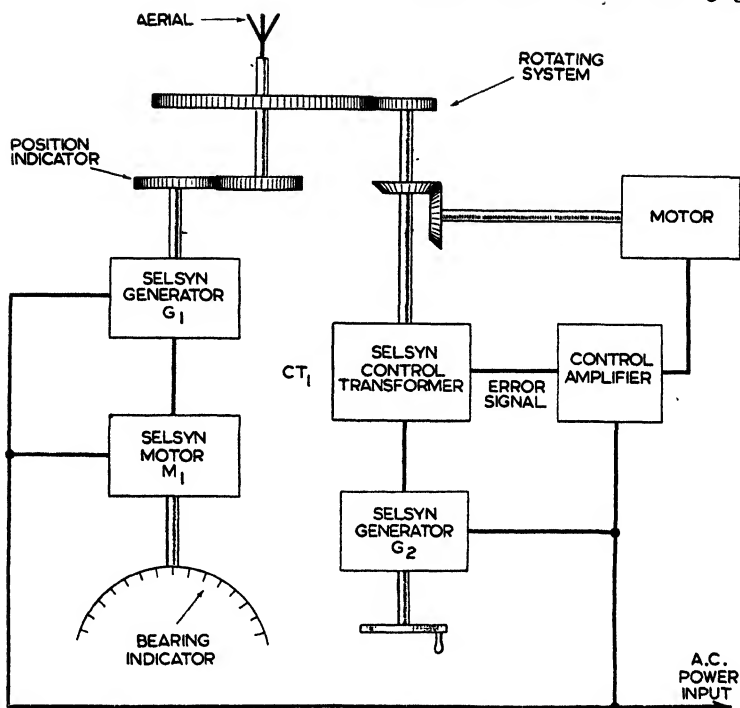 AERIAL
ROTATING
SYSTEM
POSITION
INDICATOR
MOTOR
SELSYN
GENERATOR
G1
CT1
SELSYN
CONTROL
TRANSFORMER
ERROR
SIGNAL
CONTROL
AMPLIFIER
SELSYN
MOTOR
M1
SELSYN
GENERATOR
G2
BEARING
INDICATOR
A.C.
POWER
INPUT